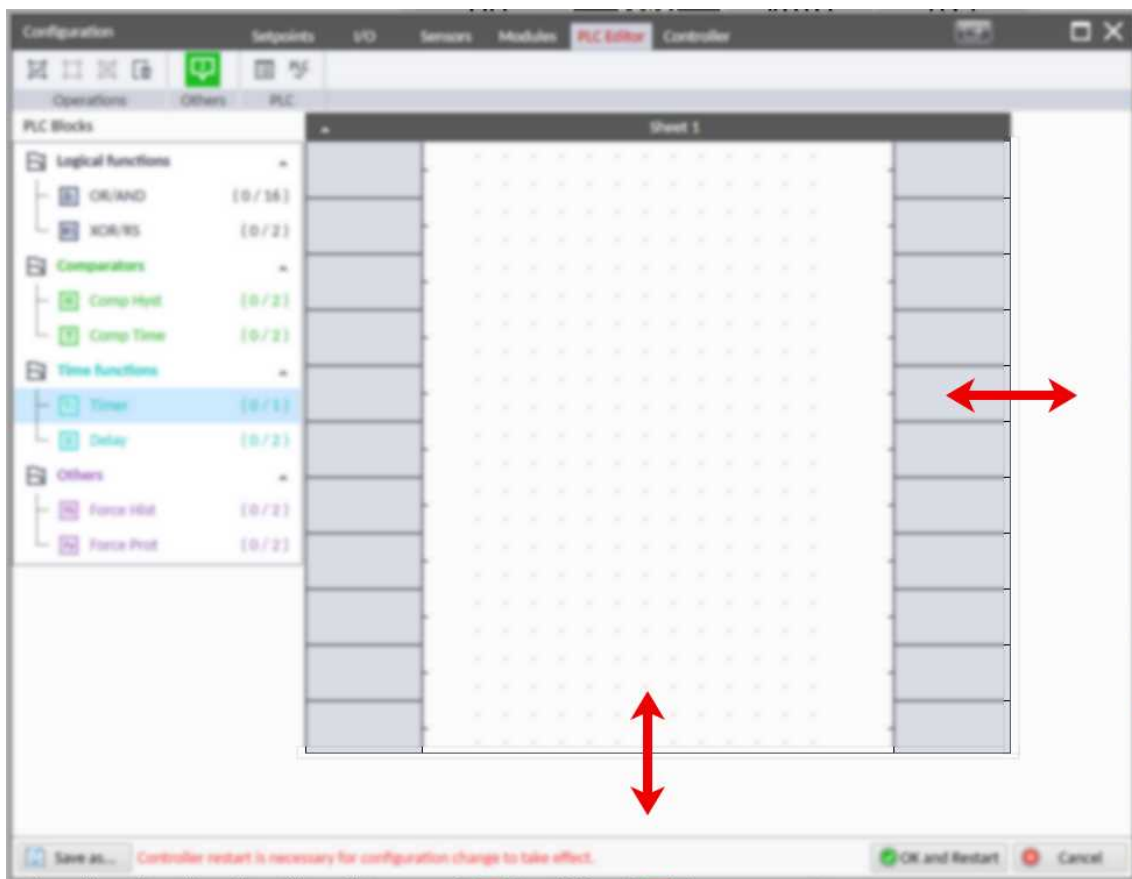 Configuration Setpoints I/O Sensors Modules PLC Editor Controller
Operations Others PLC
PLC Blocks
Sheet 1
Logical functions
OR/AND [0/16]
XOR/RS [0/2]
Comparators
Comp Hyst [0/2]
Comp Time [0/2]
Time functions
Timer [0/1]
Delay [0/2]
Others
Force Hist [0/2]
Force Prot [0/2]
Save as... Controller restart is necessary for configuration change to take effect. OK and Restart Cancel